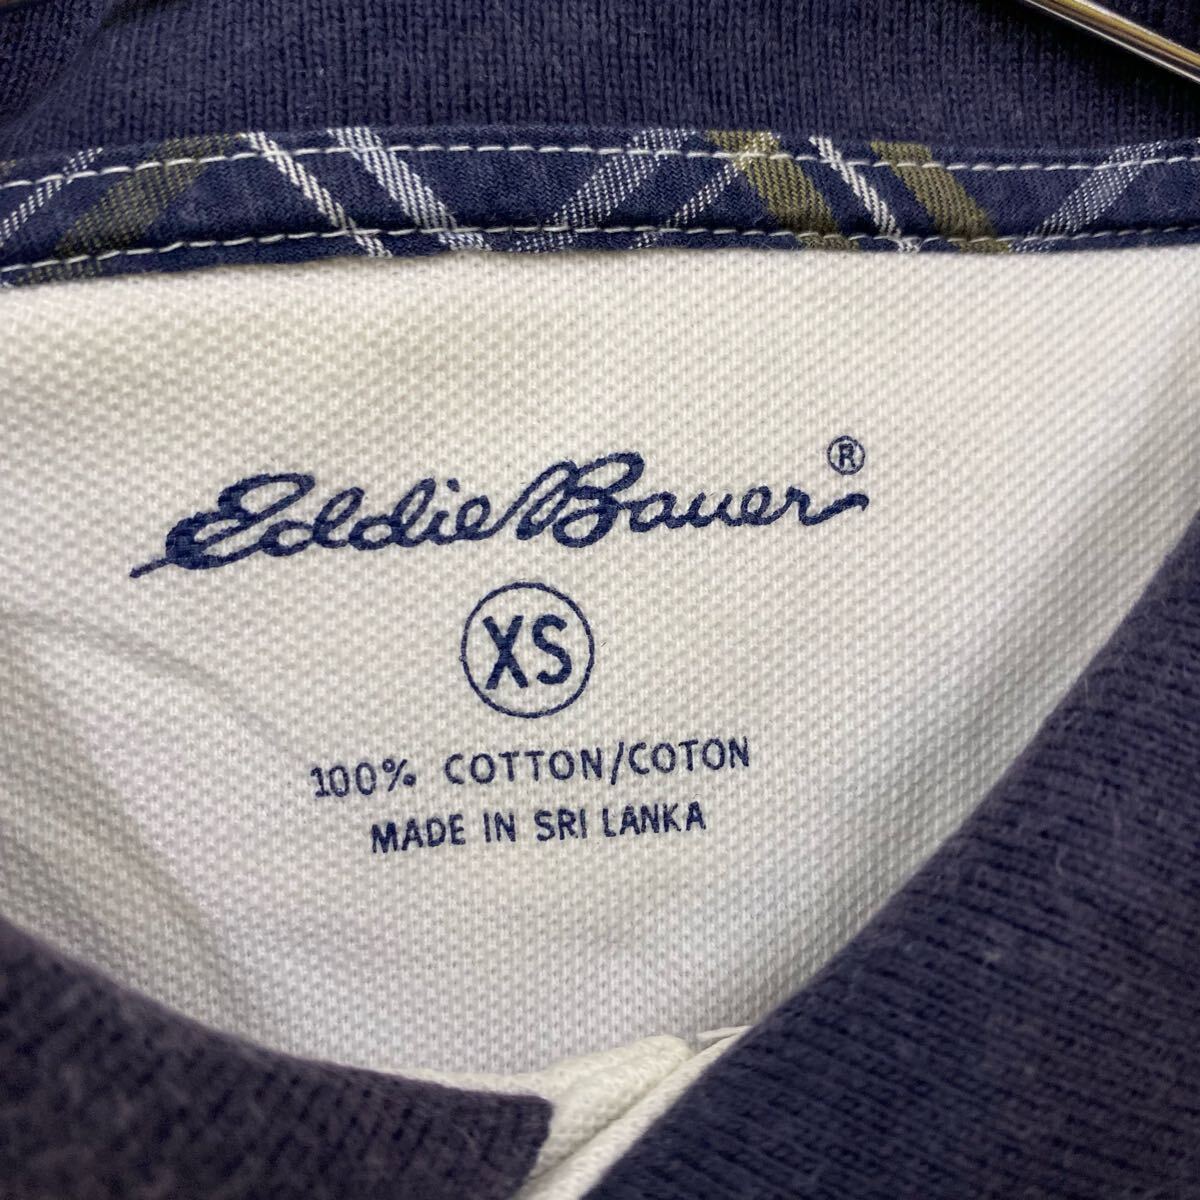 Eddie Bauer®
XS
100% COTTON/COTON
MADE IN SRI LANKA